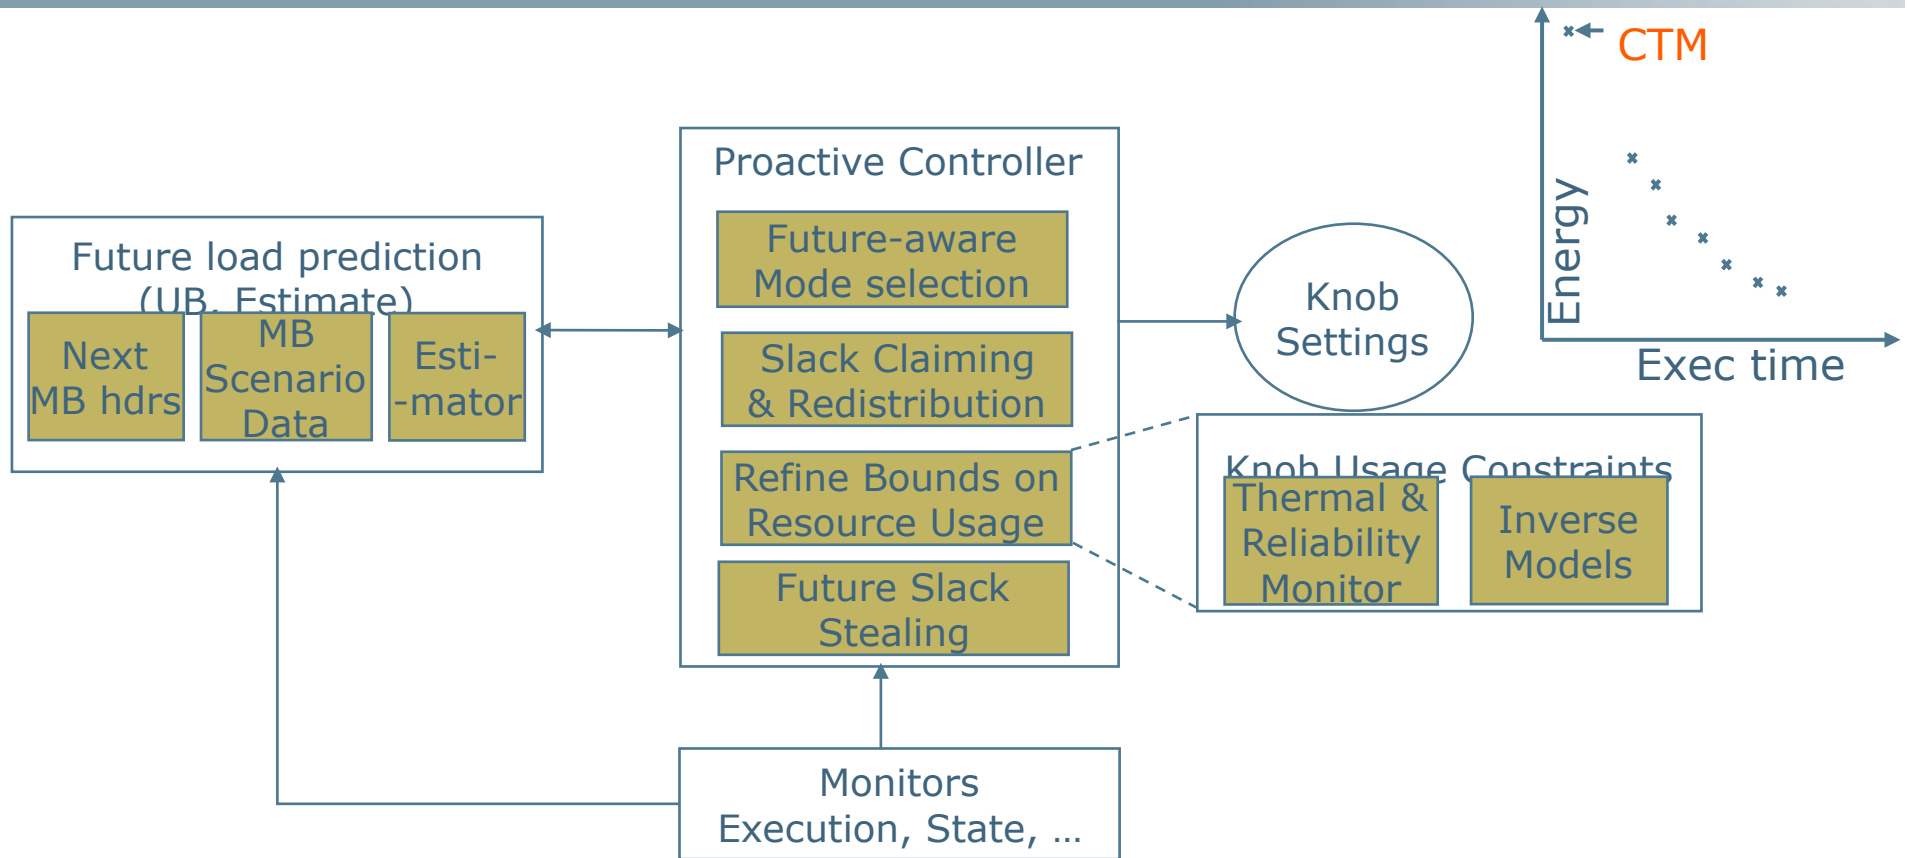 CTM
Energy
Exec time
Proactive Controller
Future-aware
Mode selection
Slack Claiming
& Redistribution
Refine Bounds on
Resource Usage
Future Slack
Stealing
Future load prediction
(UB, Estimate)
Next
MB hdrs
MB
Scenario
Data
Esti-
-mator
Knob
Settings
Knob Usage Constraints
Thermal &
Reliability
Monitor
Inverse
Models
Monitors
Execution, State, …